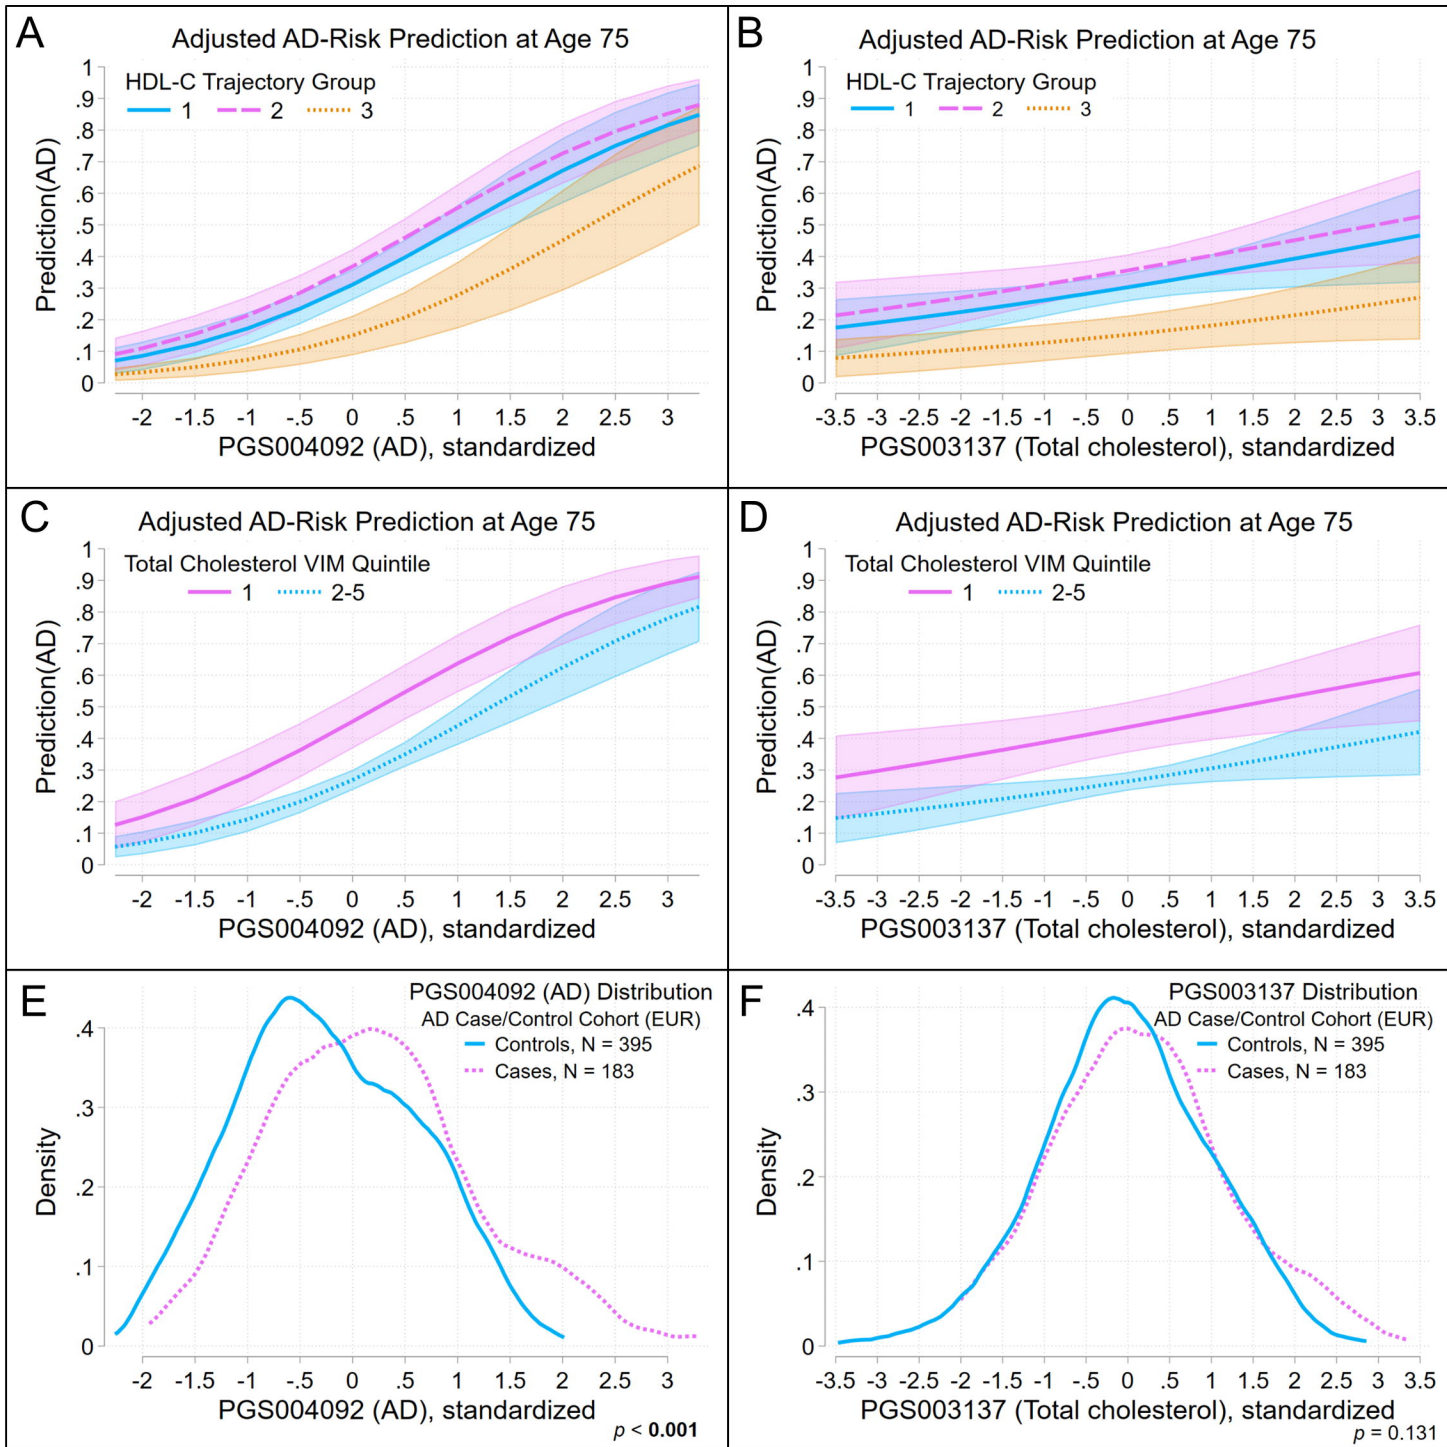 A
Adjusted AD-Risk Prediction at Age 75
HDL-C Trajectory Group
1 2 3
Prediction(AD)
1
.9
.8
.7
.6
.5
.4
.3
.2
.1
0
-2 -1.5 -1 -.5 0 .5 1 1.5 2 2.5 3
PGS004092 (AD), standardized
B
Adjusted AD-Risk Prediction at Age 75
HDL-C Trajectory Group
1 2 3
Prediction(AD)
1
.9
.8
.7
.6
.5
.4
.3
.2
.1
0
-3.5 -3 -2.5 -2 -1.5 -1 -.5 0 .5 1 1.5 2 2.5 3 3.5
PGS003137 (Total cholesterol), standardized
C
Adjusted AD-Risk Prediction at Age 75
Total Cholesterol VIM Quintile
1 2-5
Prediction(AD)
1
.9
.8
.7
.6
.5
.4
.3
.2
.1
0
-2 -1.5 -1 -.5 0 .5 1 1.5 2 2.5 3
PGS004092 (AD), standardized
D
Adjusted AD-Risk Prediction at Age 75
Total Cholesterol VIM Quintile
1 2-5
Prediction(AD)
1
.9
.8
.7
.6
.5
.4
.3
.2
.1
0
-3.5 -3 -2.5 -2 -1.5 -1 -.5 0 .5 1 1.5 2 2.5 3 3.5
PGS003137 (Total cholesterol), standardized
E
PGS004092 (AD) Distribution
AD Case/Control Cohort (EUR)
Controls, N = 395
Cases, N = 183
Density
.4
.3
.2
.1
0
-2 -1.5 -1 -.5 0 .5 1 1.5 2 2.5 3
PGS004092 (AD), standardized
p < 0.001
F
PGS003137 Distribution
AD Case/Control Cohort (EUR)
Controls, N = 395
Cases, N = 183
Density
.4
.3
.2
.1
0
-3.5 -3 -2.5 -2 -1.5 -1 -.5 0 .5 1 1.5 2 2.5 3 3.5
PGS003137 (Total cholesterol), standardized
p = 0.131